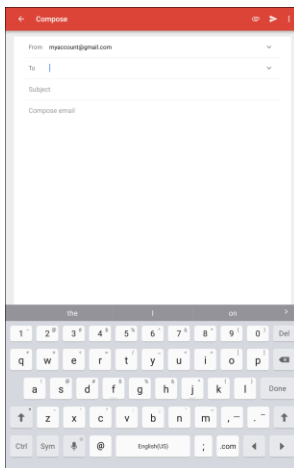 Compose
From myaccount@gmail.com
To
Subject
Compose email
the I on
1 2 3 4 5 6 7 8 9 0 Del
q w e r t y u i o p
a s d f g h j k l Done
z x c v b n m , .
Ctrl Sym @ English(US) ; .com